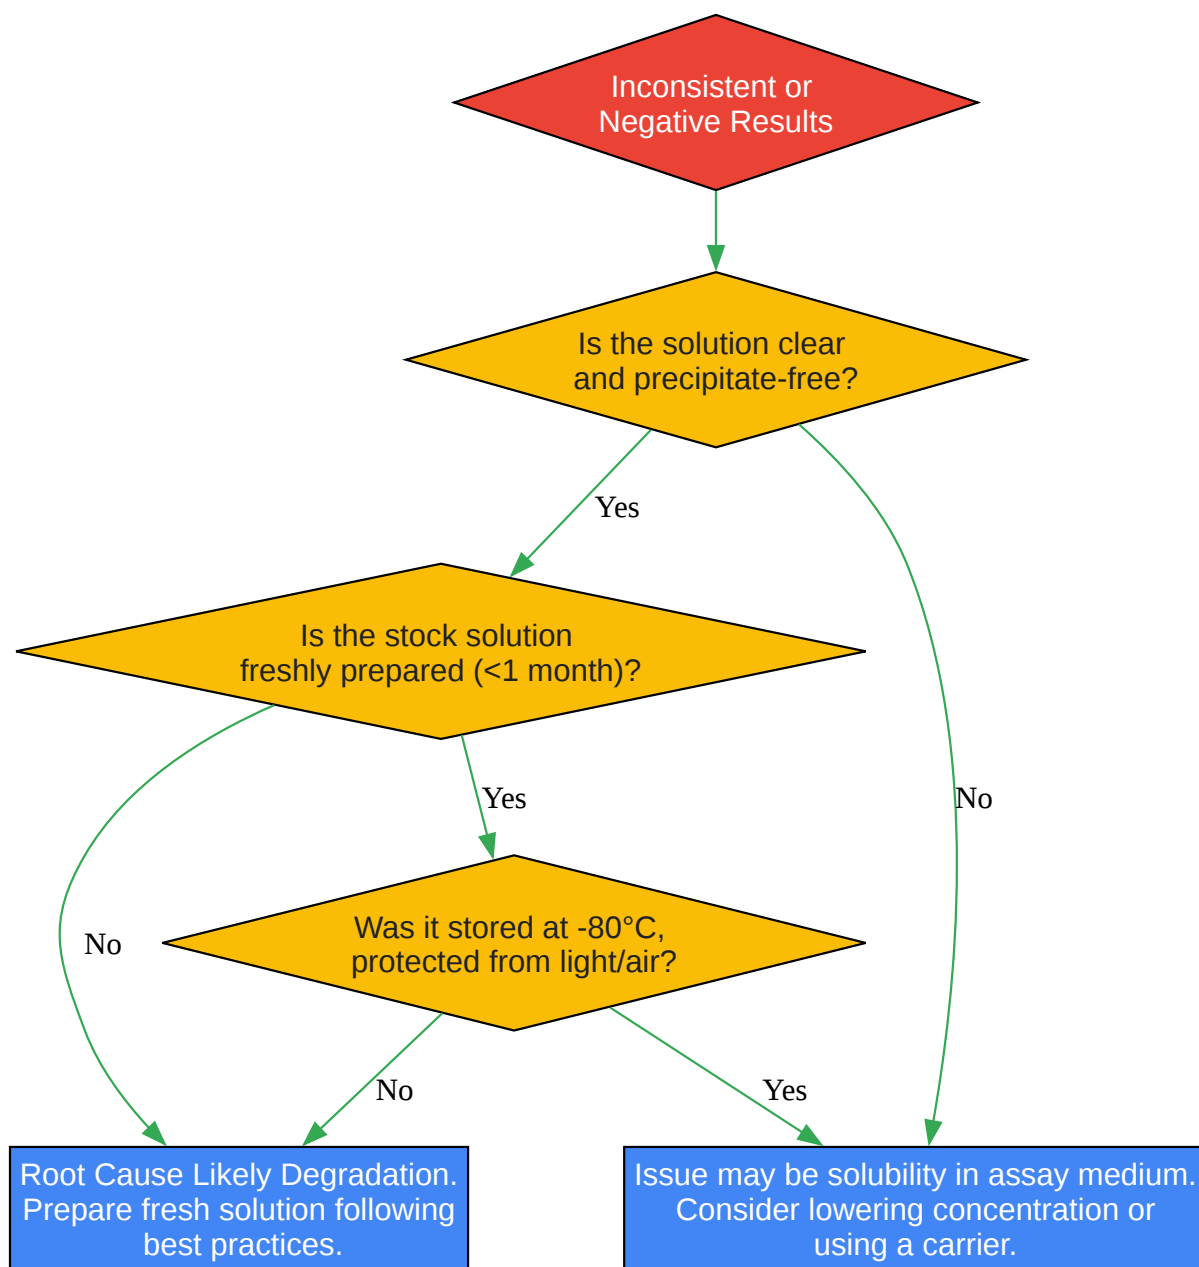 Inconsistent or
Negative Results
Is the solution clear
and precipitate-free?
Yes
Is the stock solution
freshly prepared (<1 month)?
Yes
No
No
Was it stored at -80°C,
protected from light/air?
No
Yes
Root Cause Likely Degradation.
Prepare fresh solution following
best practices.
Issue may be solubility in assay medium.
Consider lowering concentration or
using a carrier.